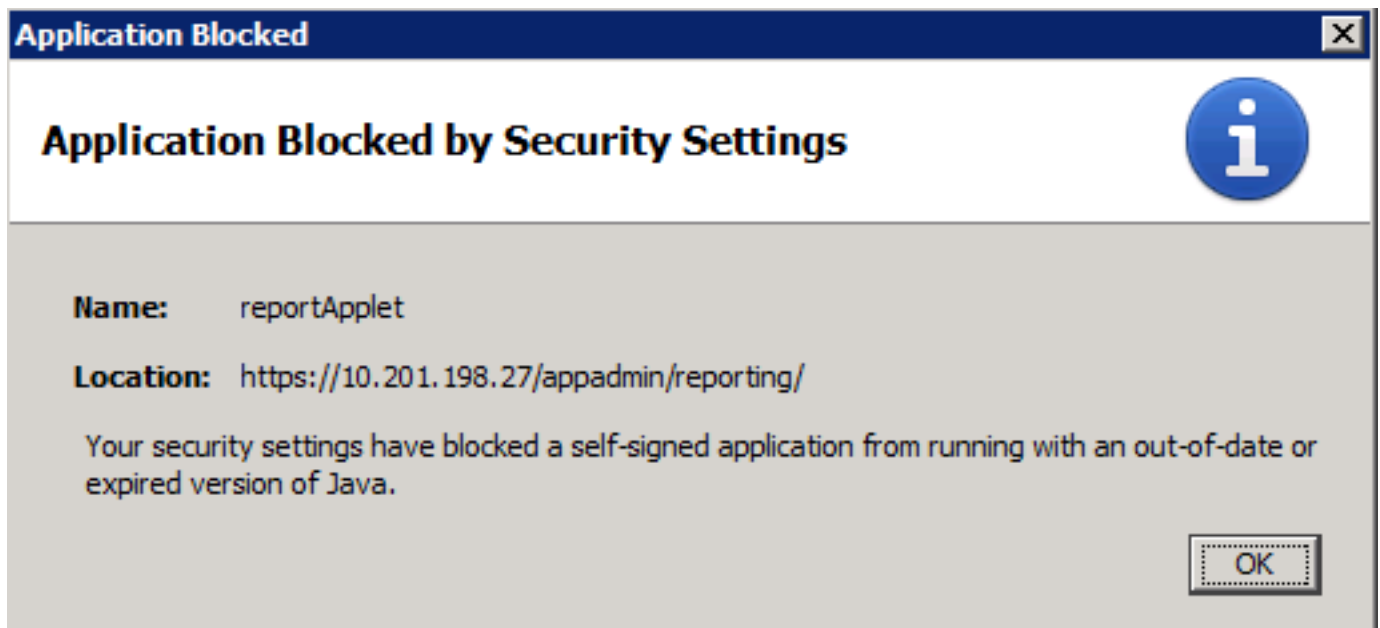 Application Blocked
Application Blocked by Security Settings
Name: reportApplet
Location: https://10.201.198.27/appadmin/reporting/
Your security settings have blocked a self-signed application from running with an out-of-date or
expired version of Java.
OK